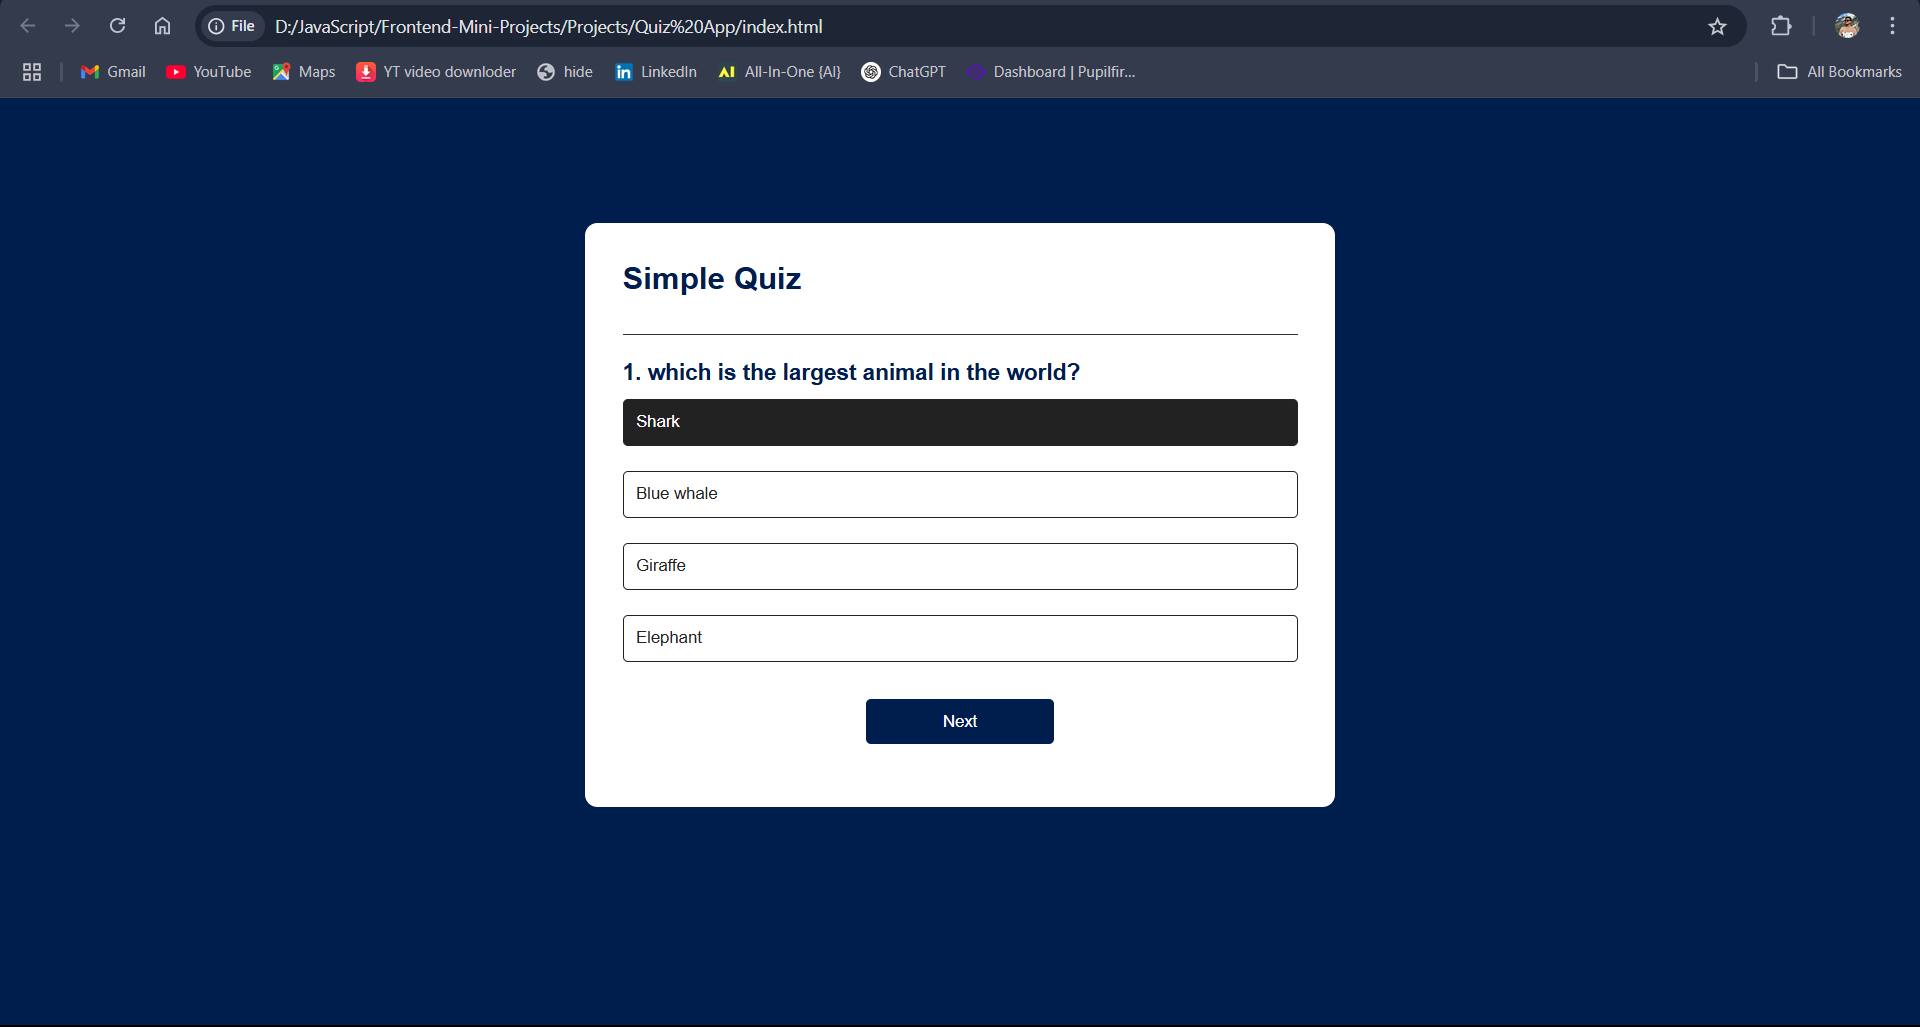 File D:/JavaScript/Frontend-Mini-Projects/Projects/Quiz%20App/index.html
Gmail YouTube Maps YT video downloder hide LinkedIn All-In-One {AI} ChatGPT Dashboard | Pupilfir... All Bookmarks
Simple Quiz
1. which is the largest animal in the world?
Shark
Blue whale
Giraffe
Elephant
Next